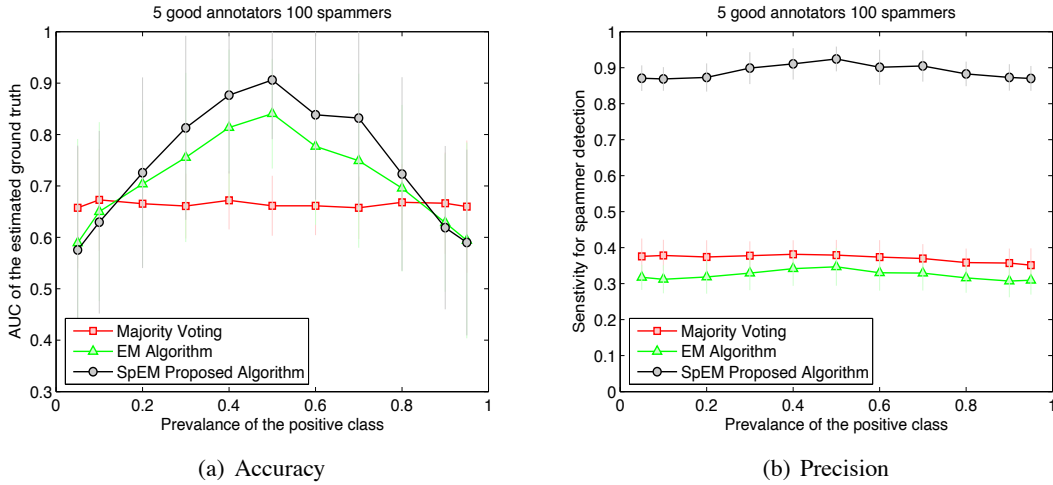 5 good annotators 100 spammers
1
0.9
0.8
0.7
0.6
0.5
0.4
0.3
0
0.2
0.4
0.6
0.8
1
AUC of the estimated ground truth
Prevalance of the positive class
Majority Voting
EM Algorithm
SpEM Proposed Algorithm
(a) Accuracy
5 good annotators 100 spammers
1
0.9
0.8
0.7
0.6
0.5
0.4
0.3
0.2
0.1
0
0
0.2
0.4
0.6
0.8
1
Senstivity for spammer detection
Prevalance of the positive class
Majority Voting
EM Algorithm
SpEM Proposed Algorithm
(b) Precision